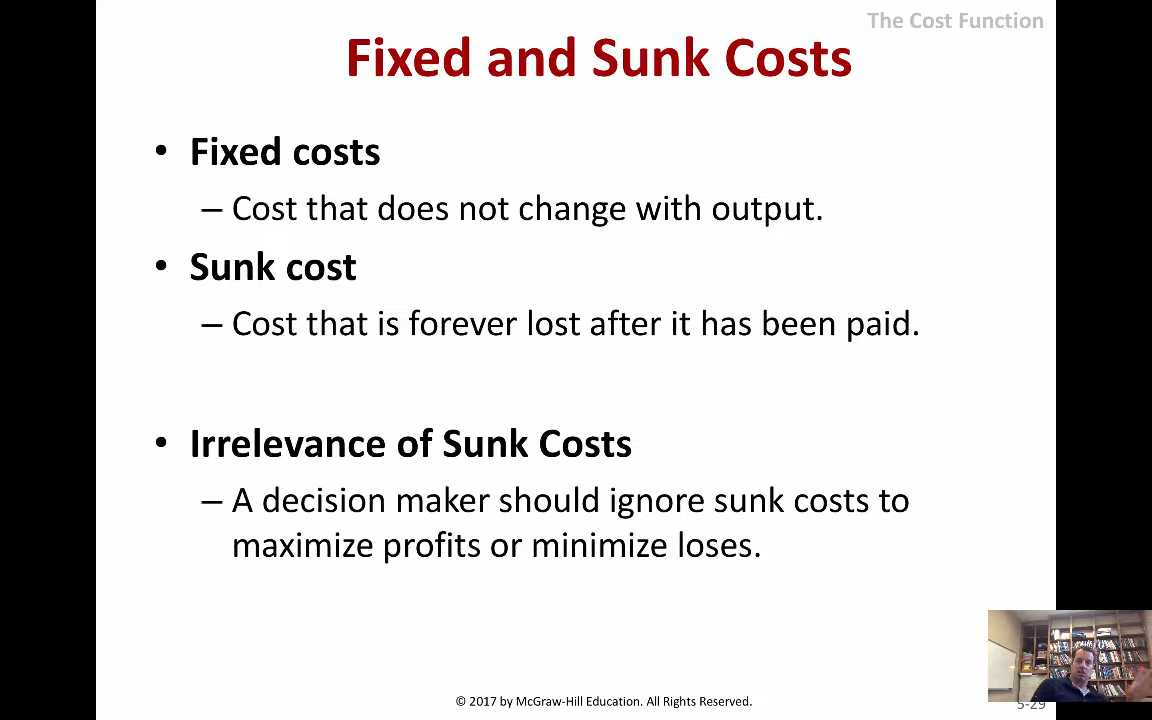 The Cost Function
Fixed and Sunk Costs
• Fixed costs
– Cost that does not change with output.
• Sunk cost
– Cost that is forever lost after it has been paid.
• Irrelevance of Sunk Costs
– A decision maker should ignore sunk costs to
maximize profits or minimize loses.
© 2017 by McGraw-Hill Education. All Rights Reserved.
5-29